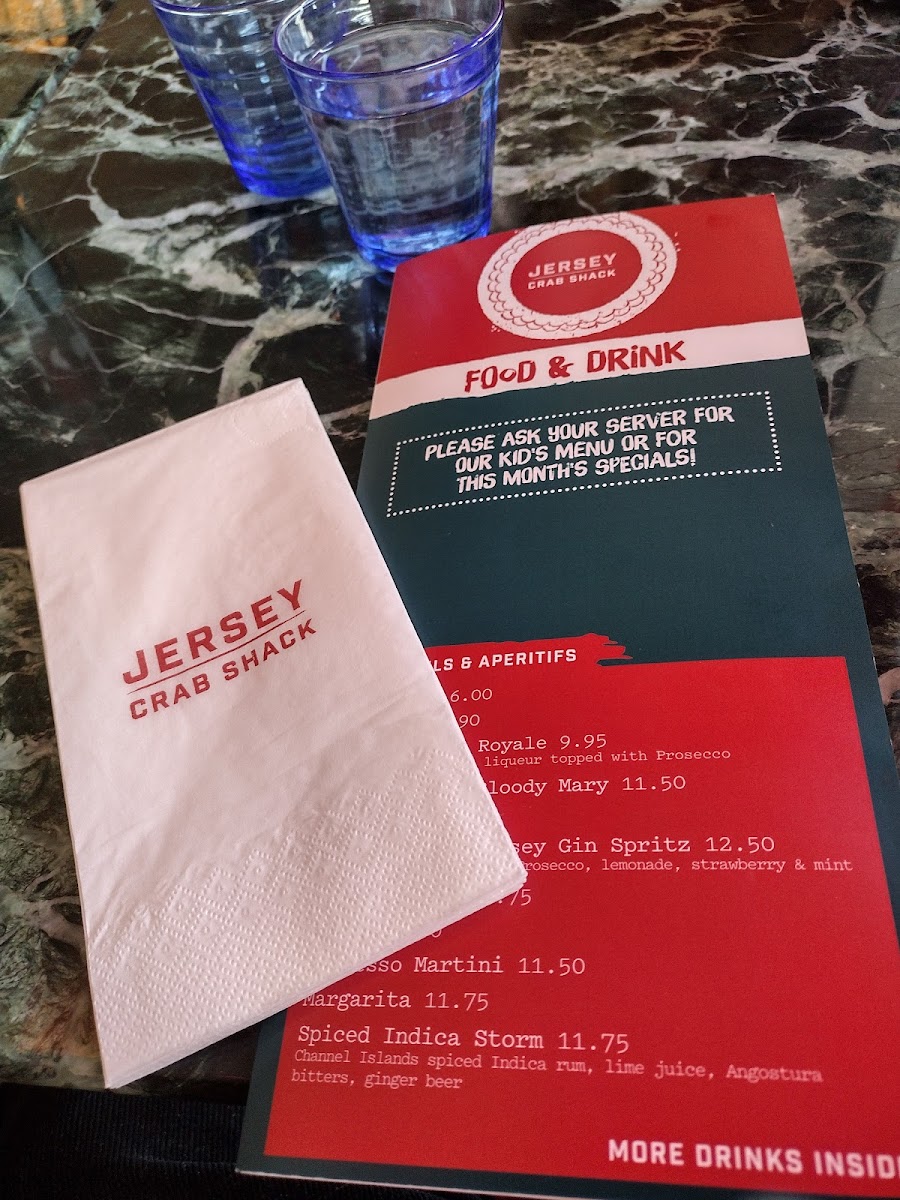 JERSEY
CRAB SHACK
FOOD & DRiNK
PLEASE ASK YOUR SERVER FOR
OUR KID'S MENU OR FOR
THIS MONTH'S SPECIALS!
JERSEY
CRAB SHACK
LS & APERITIFS
6.00
90
Royale 9.95
liqueur topped with Prosecco
loody Mary 11.50
sey Gin Spritz 12.50
rosecco, lemonade, strawberry & mint
.75
sso Martini 11.50
Margarita 11.75
Spiced Indica Storm 11.75
Channel Islands spiced Indica rum, lime juice, Angostura
bitters, ginger beer
MORE DRINKS INSID